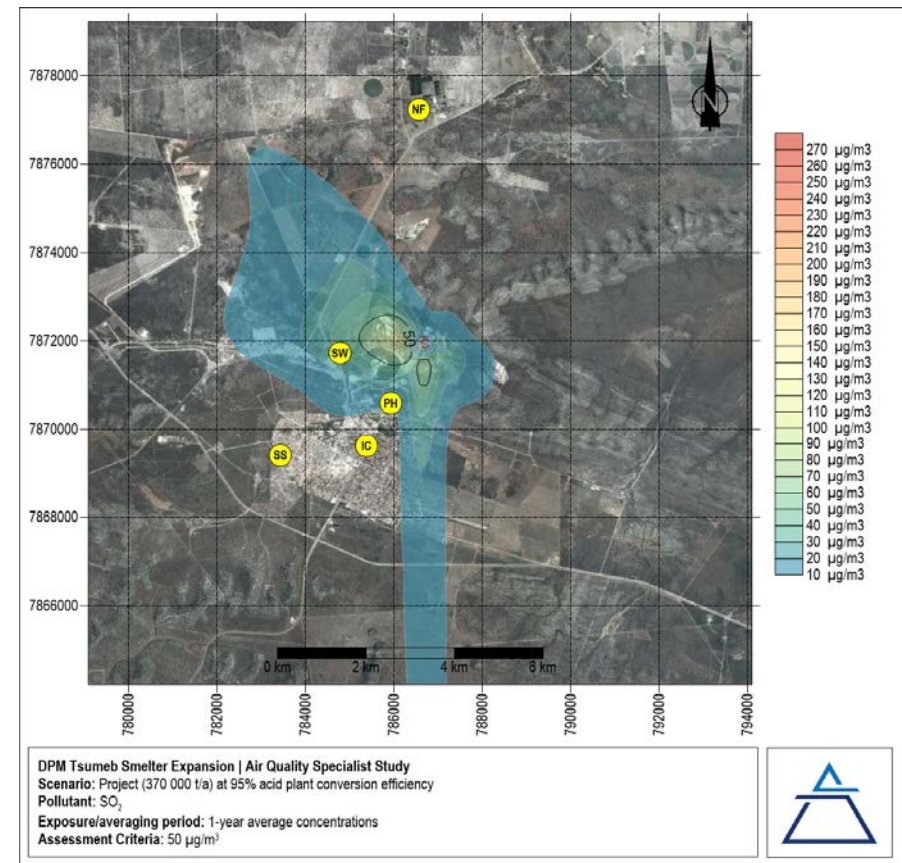 7878000
7876000
7874000
7872000
7870000
7868000
7866000
NF
N
SW
50
PH
IC
SS
0 km
2 km
4 km
6 km
780000
782000
784000
786000
788000
790000
792000
794000
270 µg/m3
260 µg/m3
250 µg/m3
240 µg/m3
230 µg/m3
220 µg/m3
210 µg/m3
200 µg/m3
190 µg/m3
180 µg/m3
170 µg/m3
160 µg/m3
150 µg/m3
140 µg/m3
130 µg/m3
120 µg/m3
110 µg/m3
100 µg/m3
90 µg/m3
80 µg/m3
70 µg/m3
60 µg/m3
50 µg/m3
40 µg/m3
30 µg/m3
20 µg/m3
10 µg/m3
DPM Tsumeb Smelter Expansion | Air Quality Specialist Study
Scenario: Project (370 000 t/a) at 95% acid plant conversion efficiency
Pollutant: SO₂
Exposure/averaging period: 1-year average concentrations
Assessment Criteria: 50 µg/m³